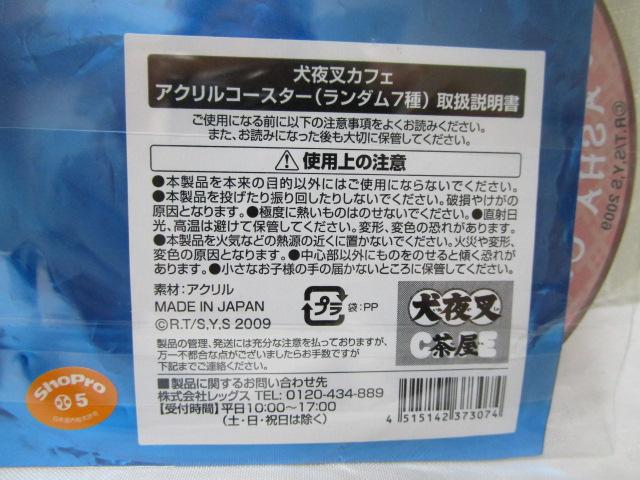 犬夜叉カフェ
アクリルコースター(ランダム7種) 取扱説明書
ご使用になる前に以下の注意事項をよくお読みください。
また、お読みになった後も大切に保管してください。
使用上の注意
●本製品を本来の目的以外にはご使用にならないでください。
●本製品を投げたり振り回したりしないでください。破損やけがの
原因となります。●極度に熱いものはのせないでください。●直射日
光、高温は避けて保管してください。変形、変色の恐れがあります。
●本製品を火気などの熱源の近くに置かないでください。火災や変形、
変色の原因となります。●中心部以外にものをのせると傾く恐れが
あります。●小さなお子様の手の届かないところに保管してください。
素材:アクリル
MADE IN JAPAN
©R.T/S.Y.S 2009
プラ 袋:PP
製品の管理、発送には充分な注意を払っておりますが、
万一不都合な点がございましたらお手数ですが
下記までご連絡ください。
■製品に関するお問い合わせ先
株式会社レッグス TEL: 0120-434-889
【受付時間】平日10:00~17:00
(土・日・祝日は除く)
犬夜叉
CAFE
茶屋
4 515142 373074
ShoPro
5
©R.T/S.Y.S 2009